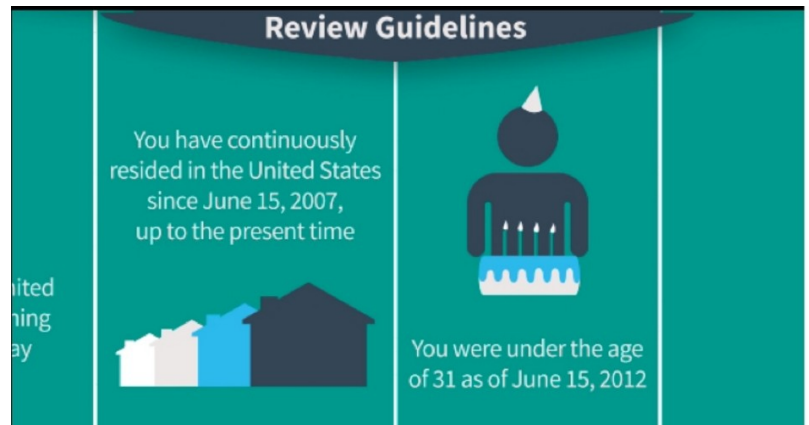 Review Guidelines
You have continuously
resided in the United States
since June 15, 2007,
up to the present time
You were under the age
of 31 as of June 15, 2012